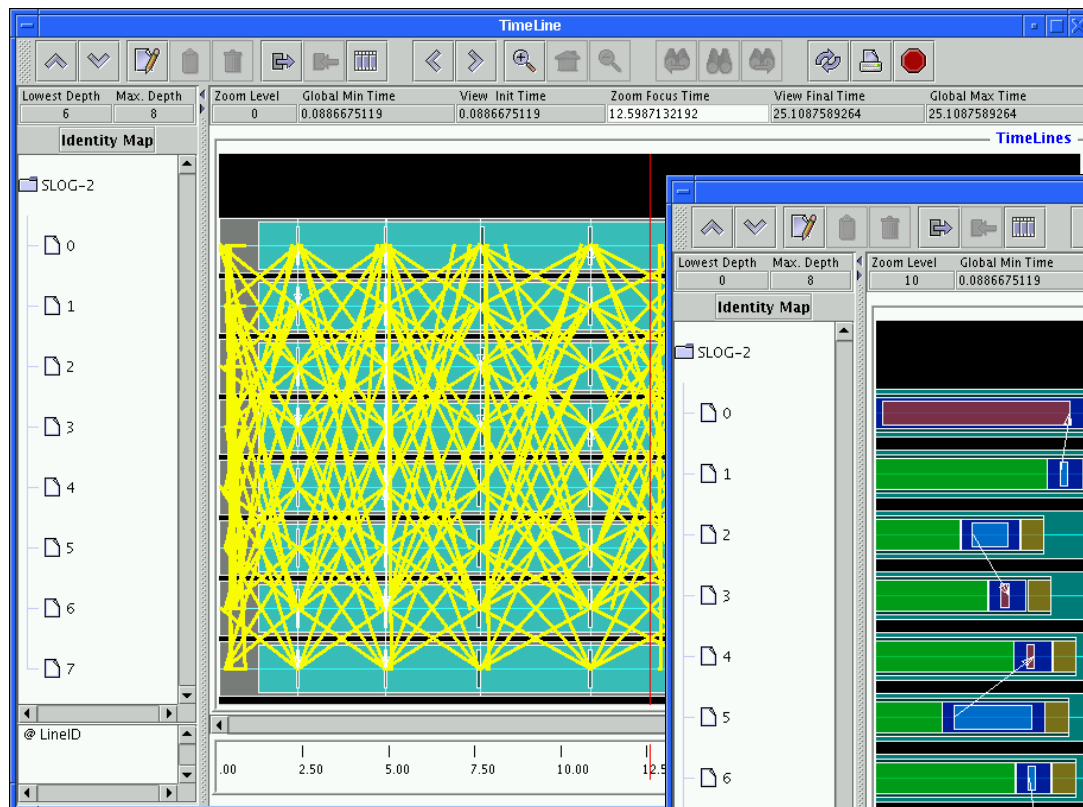 TimeLine
Lowest Depth Max. Depth Zoom Level Global Min Time View Init Time Zoom Focus Time View Final Time Global Max Time
6 8 0 0.0886675119 0.0886675119 12.5987132192 25.1087589264 25.1087589264
Identity Map
TimeLines
SLOG-2
0
1
2
3
4
5
6
7
@ LineID
.00 2.50 5.00 7.50 10.00 12.5
Lowest Depth Max. Depth Zoom Level Global Min Time
0 8 10 0.0886675119
Identity Map
SLOG-2
0
1
2
3
4
5
6